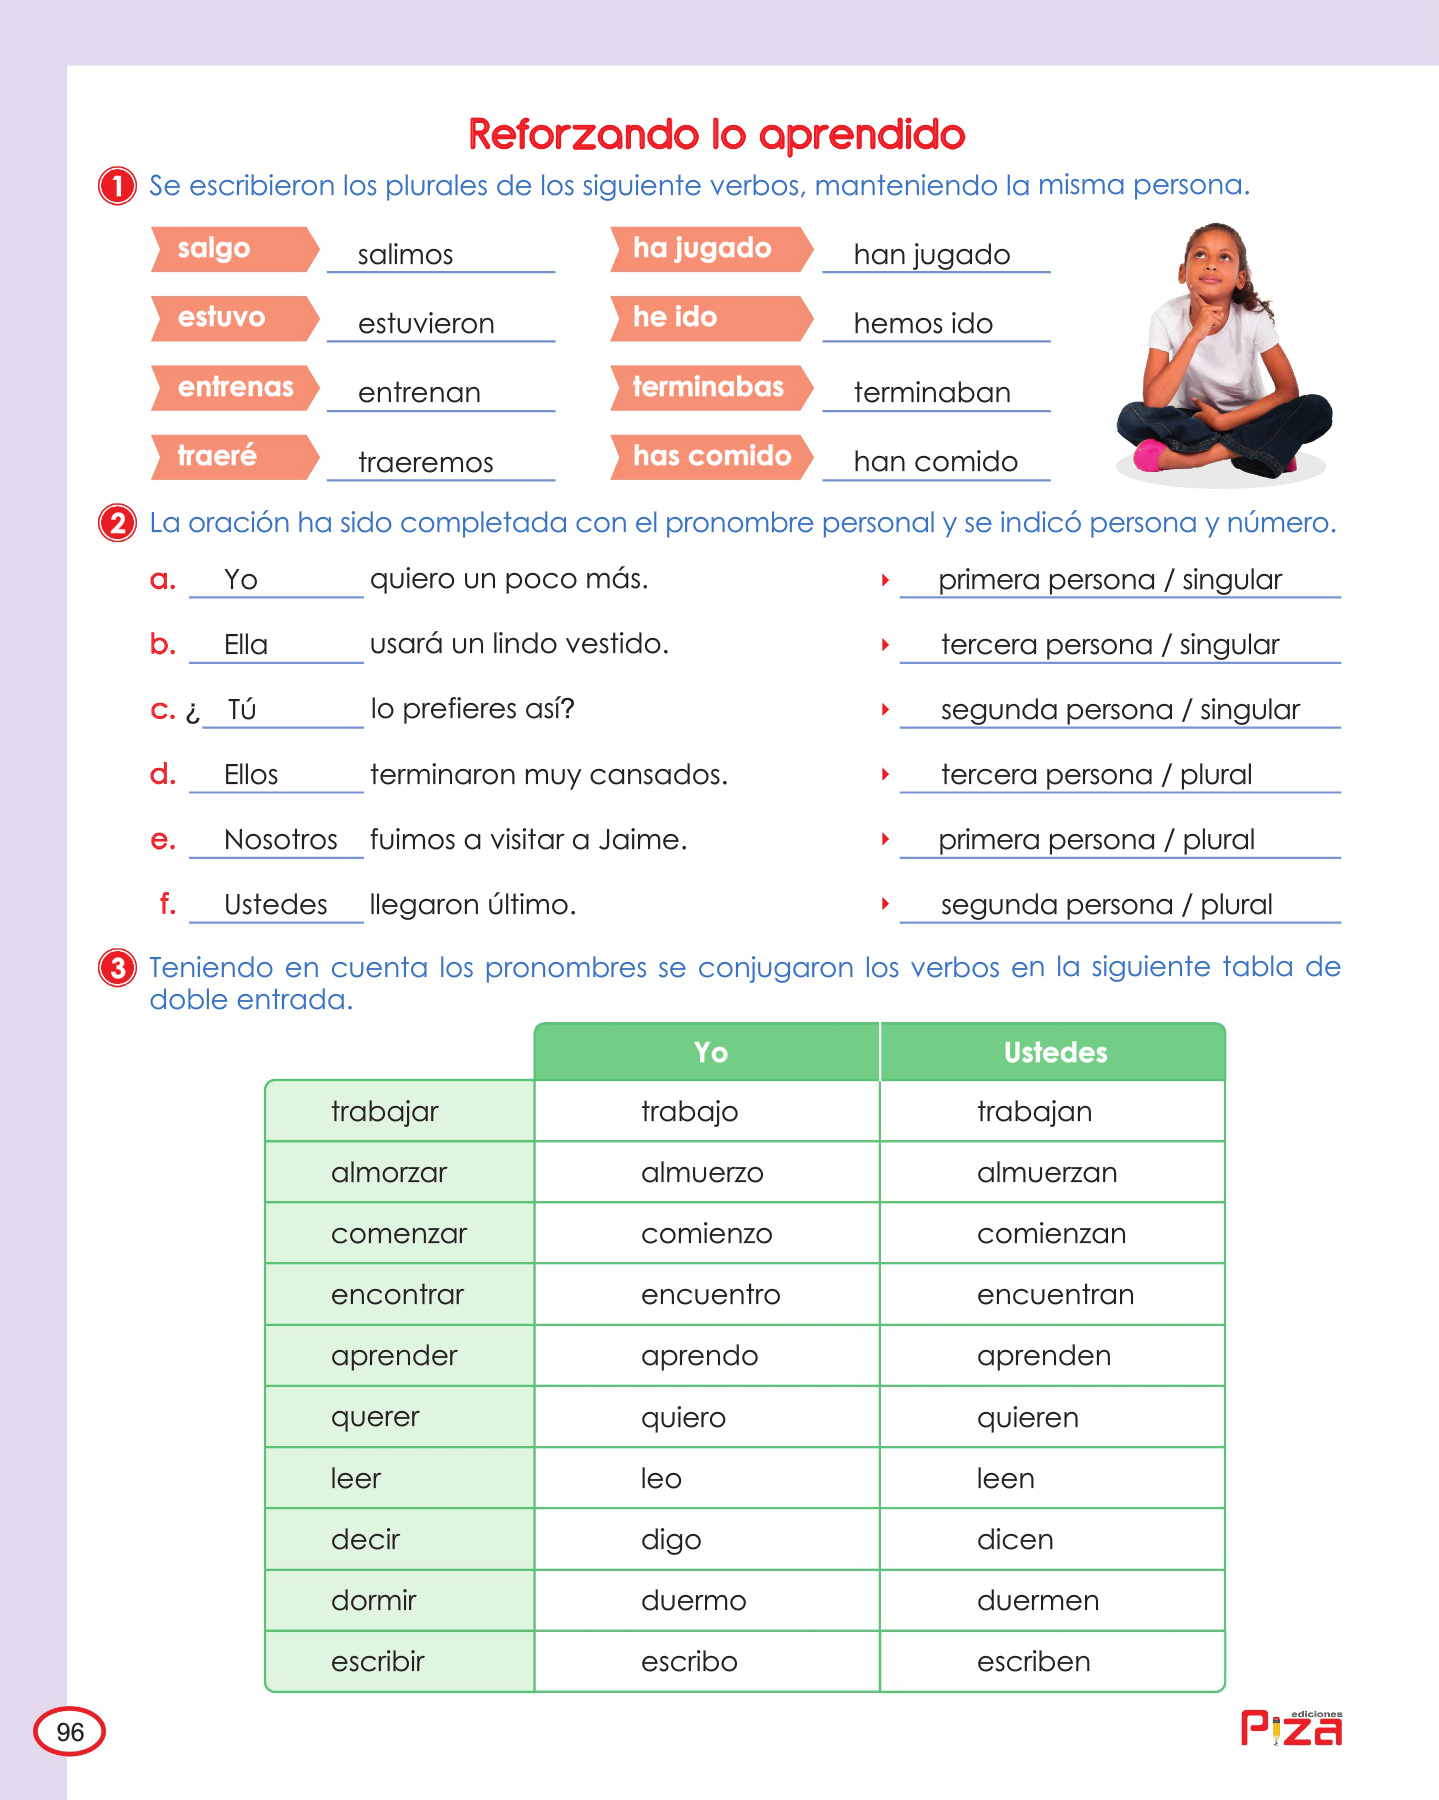 Reforzando lo aprendido
1 Se escribieron los plurales de los siguiente verbos, manteniendo la misma persona.
salgo salimos ha jugado han jugado
estuvo estuvieron he ido hemos ido
entrenas entrenan terminabas terminaban
traeré traeremos has comido han comido
2 La oración ha sido completada con el pronombre personal y se indicó persona y número.
a. Yo quiero un poco más. primera persona / singular
b. Ella usará un lindo vestido. tercera persona / singular
c. ¿ Tú lo prefieres así? segunda persona / singular
d. Ellos terminaron muy cansados. tercera persona / plural
e. Nosotros fuimos a visitar a Jaime. primera persona / plural
f. Ustedes llegaron último. segunda persona / plural
3 Teniendo en cuenta los pronombres se conjugaron los verbos en la siguiente tabla de
doble entrada.
Yo Ustedes
trabajar trabajo trabajan
almorzar almuerzo almuerzan
comenzar comienzo comienzan
encontrar encuentro encuentran
aprender aprendo aprenden
querer quiero quieren
leer leo leen
decir digo dicen
dormir duermo duermen
escribir escribo escriben
96
ediciones
Piza